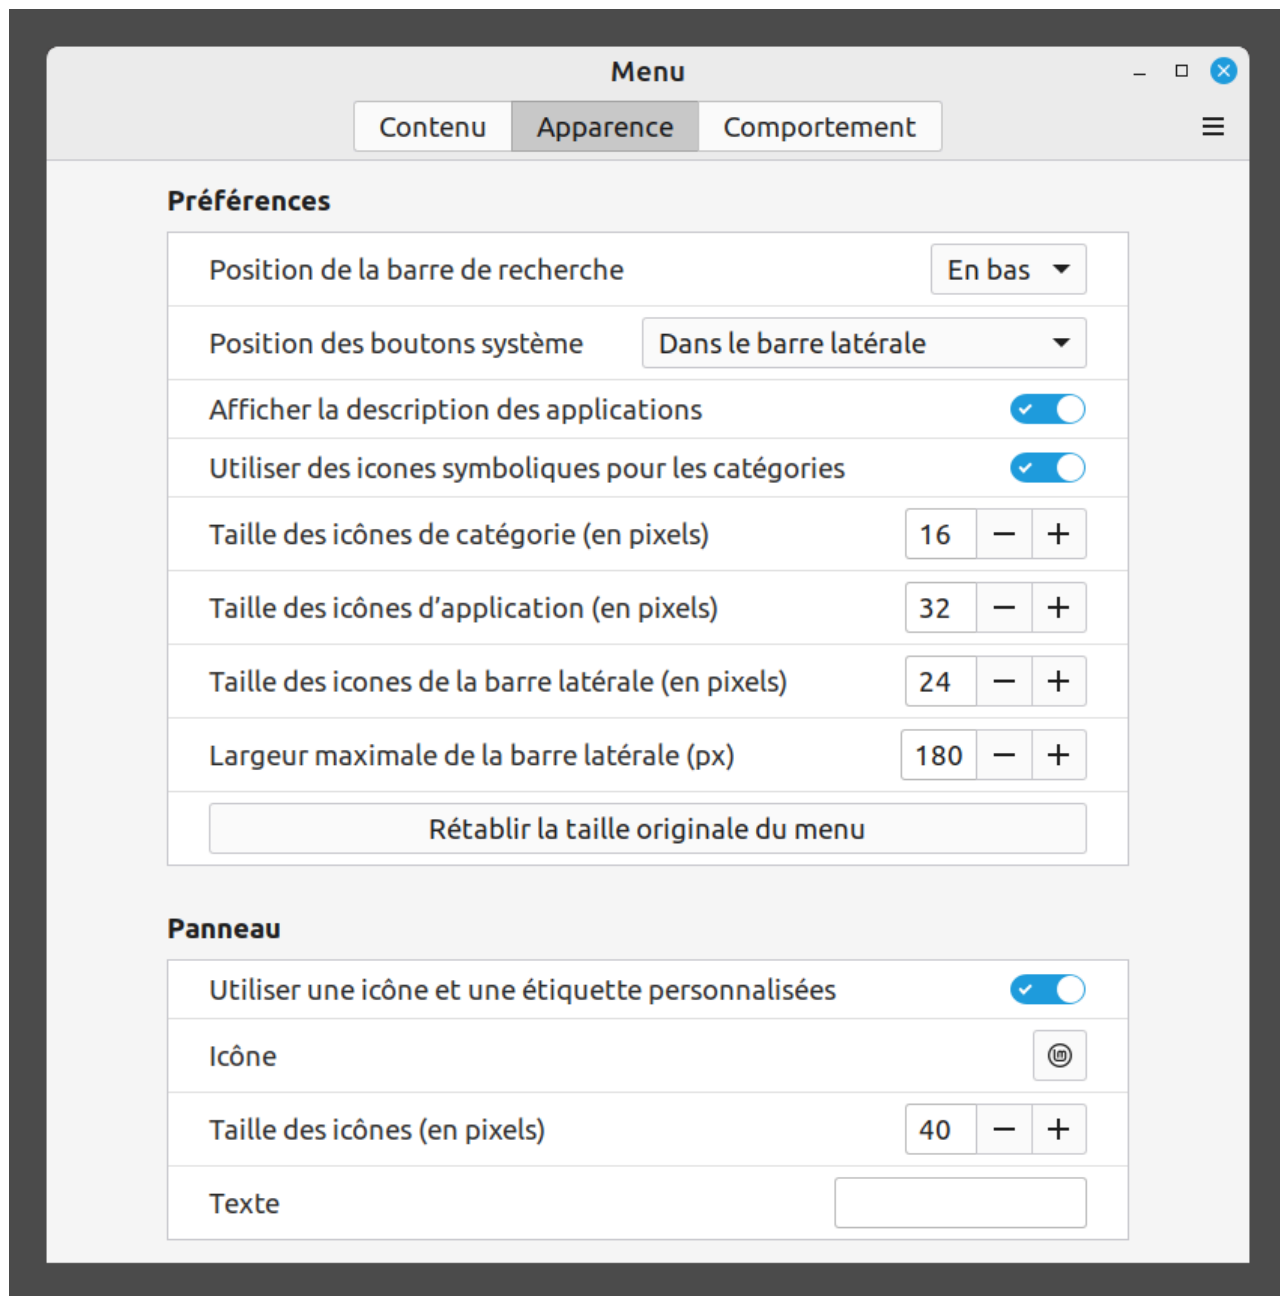 Menu
Contenu Apparence Comportement
Préférences
Position de la barre de recherche En bas
Position des boutons système Dans le barre latérale
Afficher la description des applications
Utiliser des icones symboliques pour les catégories
Taille des icônes de catégorie (en pixels) 16 − +
Taille des icônes d’application (en pixels) 32 − +
Taille des icones de la barre latérale (en pixels) 24 − +
Largeur maximale de la barre latérale (px) 180 − +
Rétablir la taille originale du menu
Panneau
Utiliser une icône et une étiquette personnalisées
Icône
Taille des icônes (en pixels) 40 − +
Texte